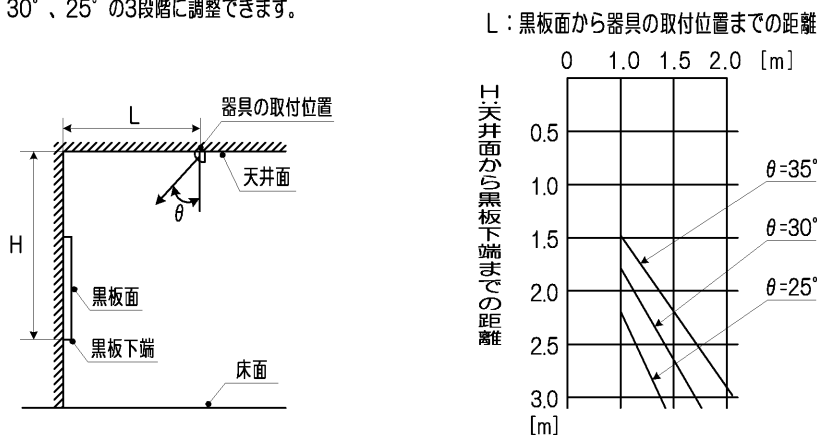 30°、25°の3段階に調整できます。
L：黒板面から器具の取付位置までの距離
0 1.0 1.5 2.0 [m]
H:天井面から黒板下端までの距離
0.5
1.0
1.5
2.0
2.5
3.0
[m]
θ=35°
θ=30°
θ=25°
L
器具の取付位置
天井面
θ
H
黒板面
黒板下端
床面